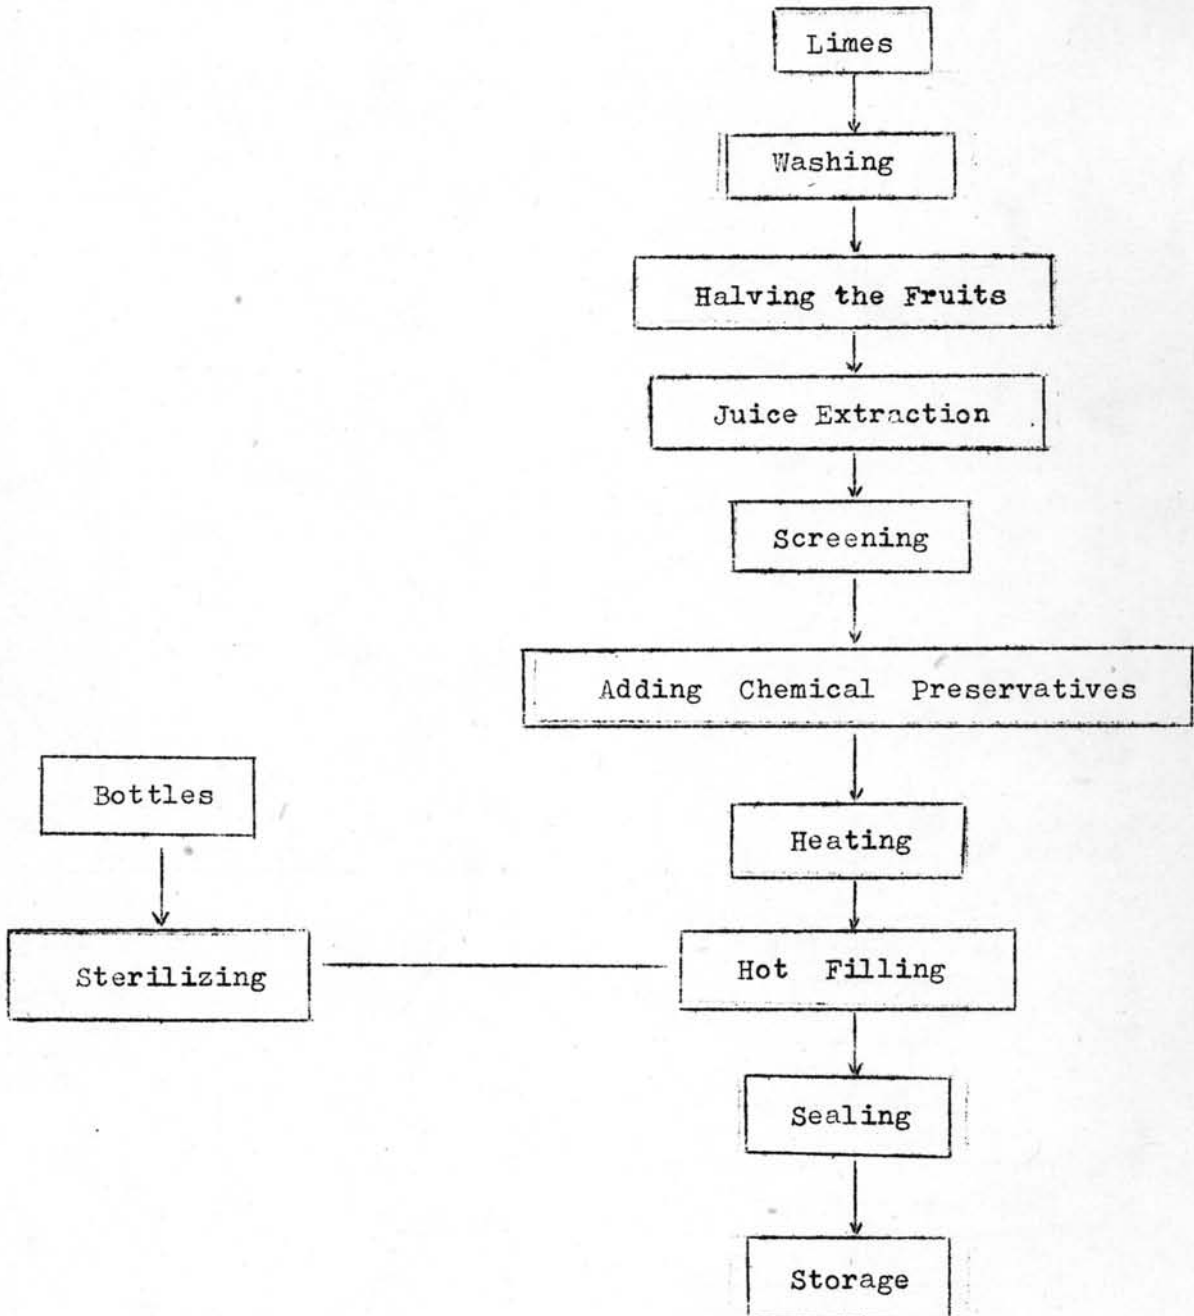 Limes
Washing
Halving the Fruits
Juice Extraction
Screening
Adding Chemical Preservatives
Bottles
Heating
Sterilizing
Hot Filling
Sealing
Storage